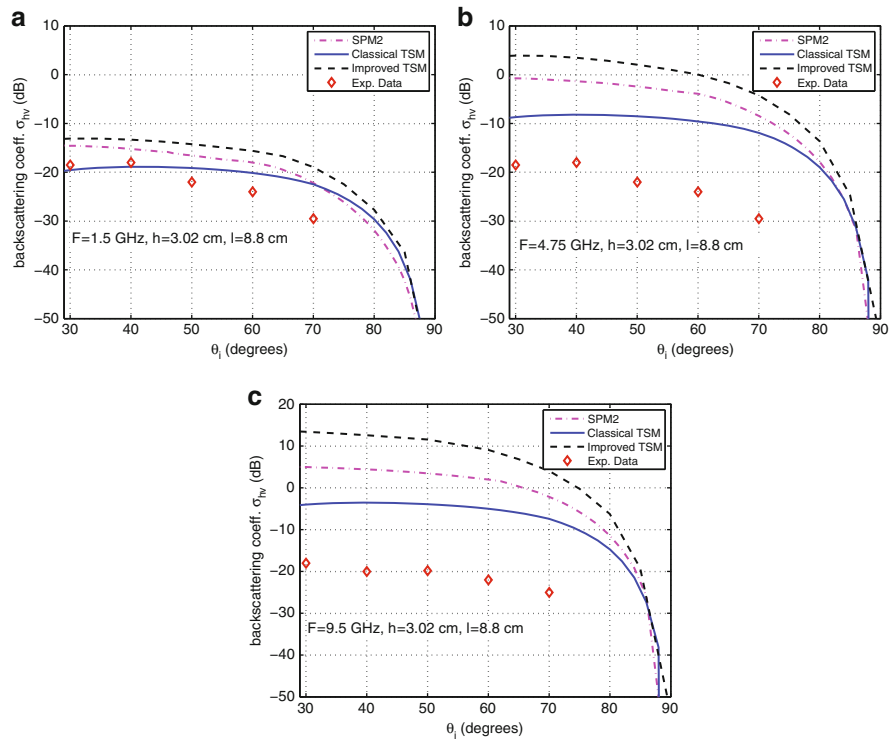 a
10
0
−10
−20
−30
−40
−50
30 40 50 60 70 80 90
backscattering coeff. σhv (dB)
θi (degrees)
SPM2
Classical TSM
Improved TSM
Exp. Data
F=1.5 GHz, h=3.02 cm, l=8.8 cm
b
10
0
−10
−20
−30
−40
−50
30 40 50 60 70 80 90
backscattering coeff. σhv (dB)
θi (degrees)
SPM2
Classical TSM
Improved TSM
Exp. Data
F=4.75 GHz, h=3.02 cm, l=8.8 cm
c
20
10
0
−10
−20
−30
−40
−50
30 40 50 60 70 80 90
backscattering coeff. σhv (dB)
θi (degrees)
SPM2
Classical TSM
Improved TSM
Exp. Data
F=9.5 GHz, h=3.02 cm, l=8.8 cm